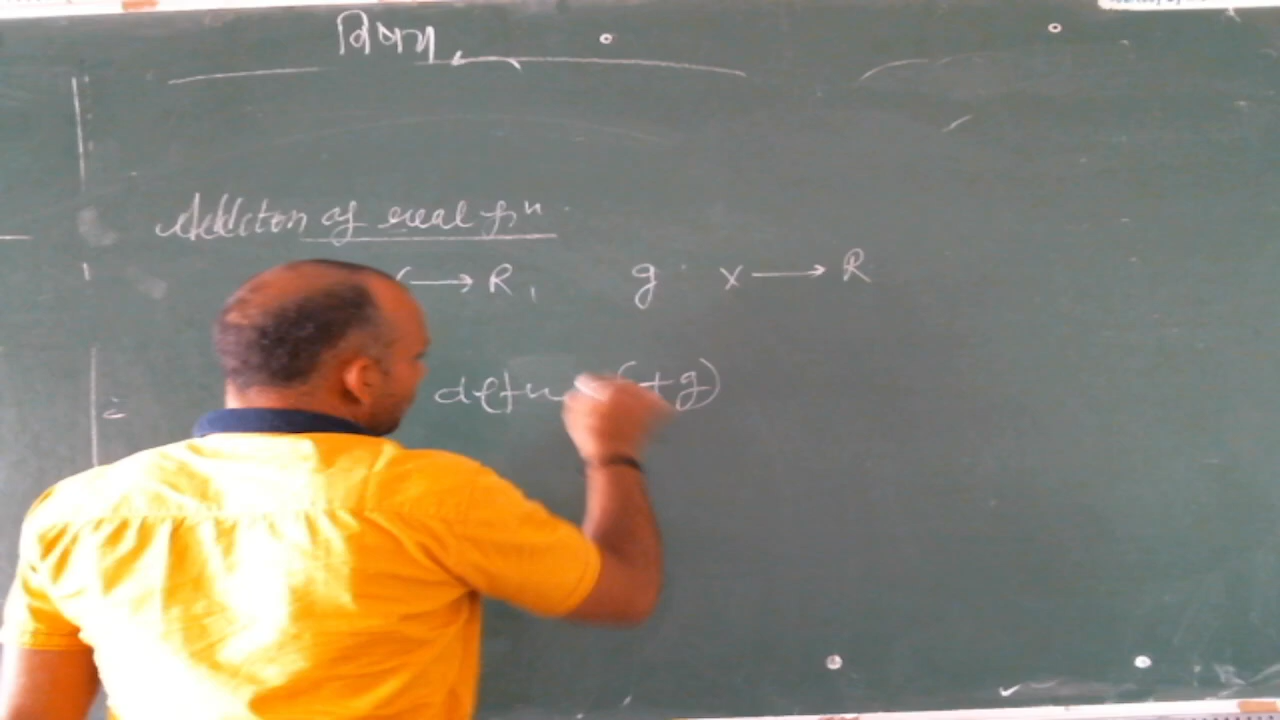 विषय
Addition of real fn
→ R, g X → R
define (f+g)